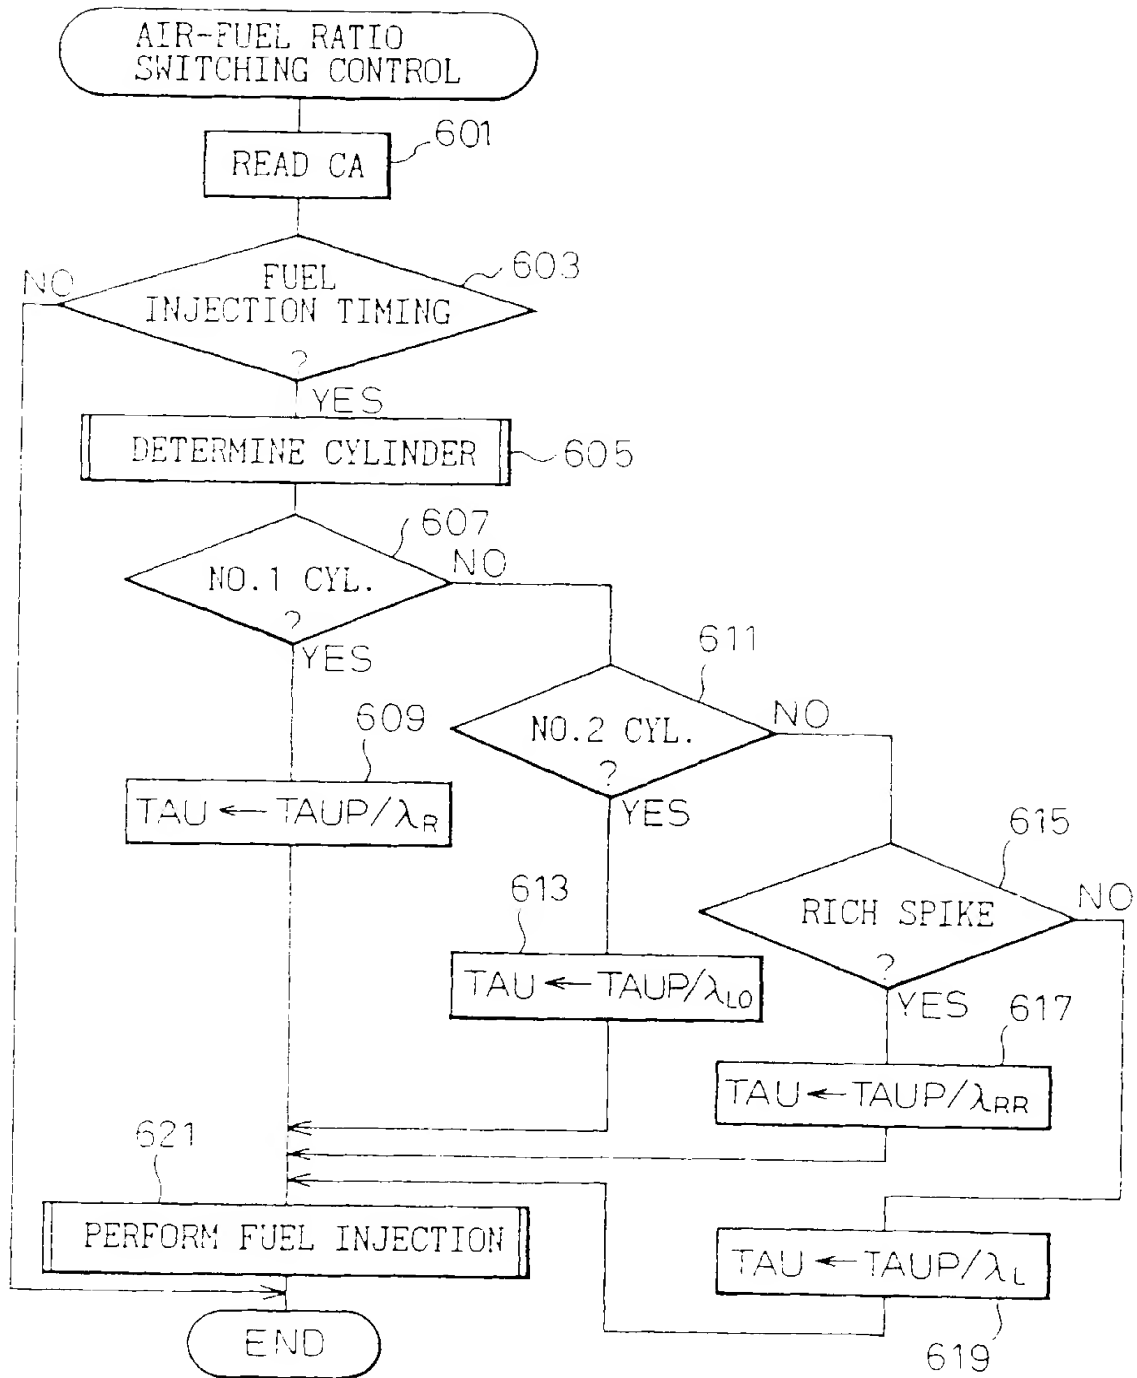 AIR-FUEL RATIO
SWITCHING CONTROL
601
READ CA
603
NO
FUEL
INJECTION TIMING
?
YES
DETERMINE CYLINDER
605
607
NO
NO.1 CYL.
?
YES
611
NO
NO.2 CYL.
?
YES
609
TAU ← TAUP/λR
615
NO
RICH SPIKE
?
YES
613
TAU ← TAUP/λLO
617
TAU ← TAUP/λRR
621
PERFORM FUEL INJECTION
TAU ← TAUP/λL
619
END